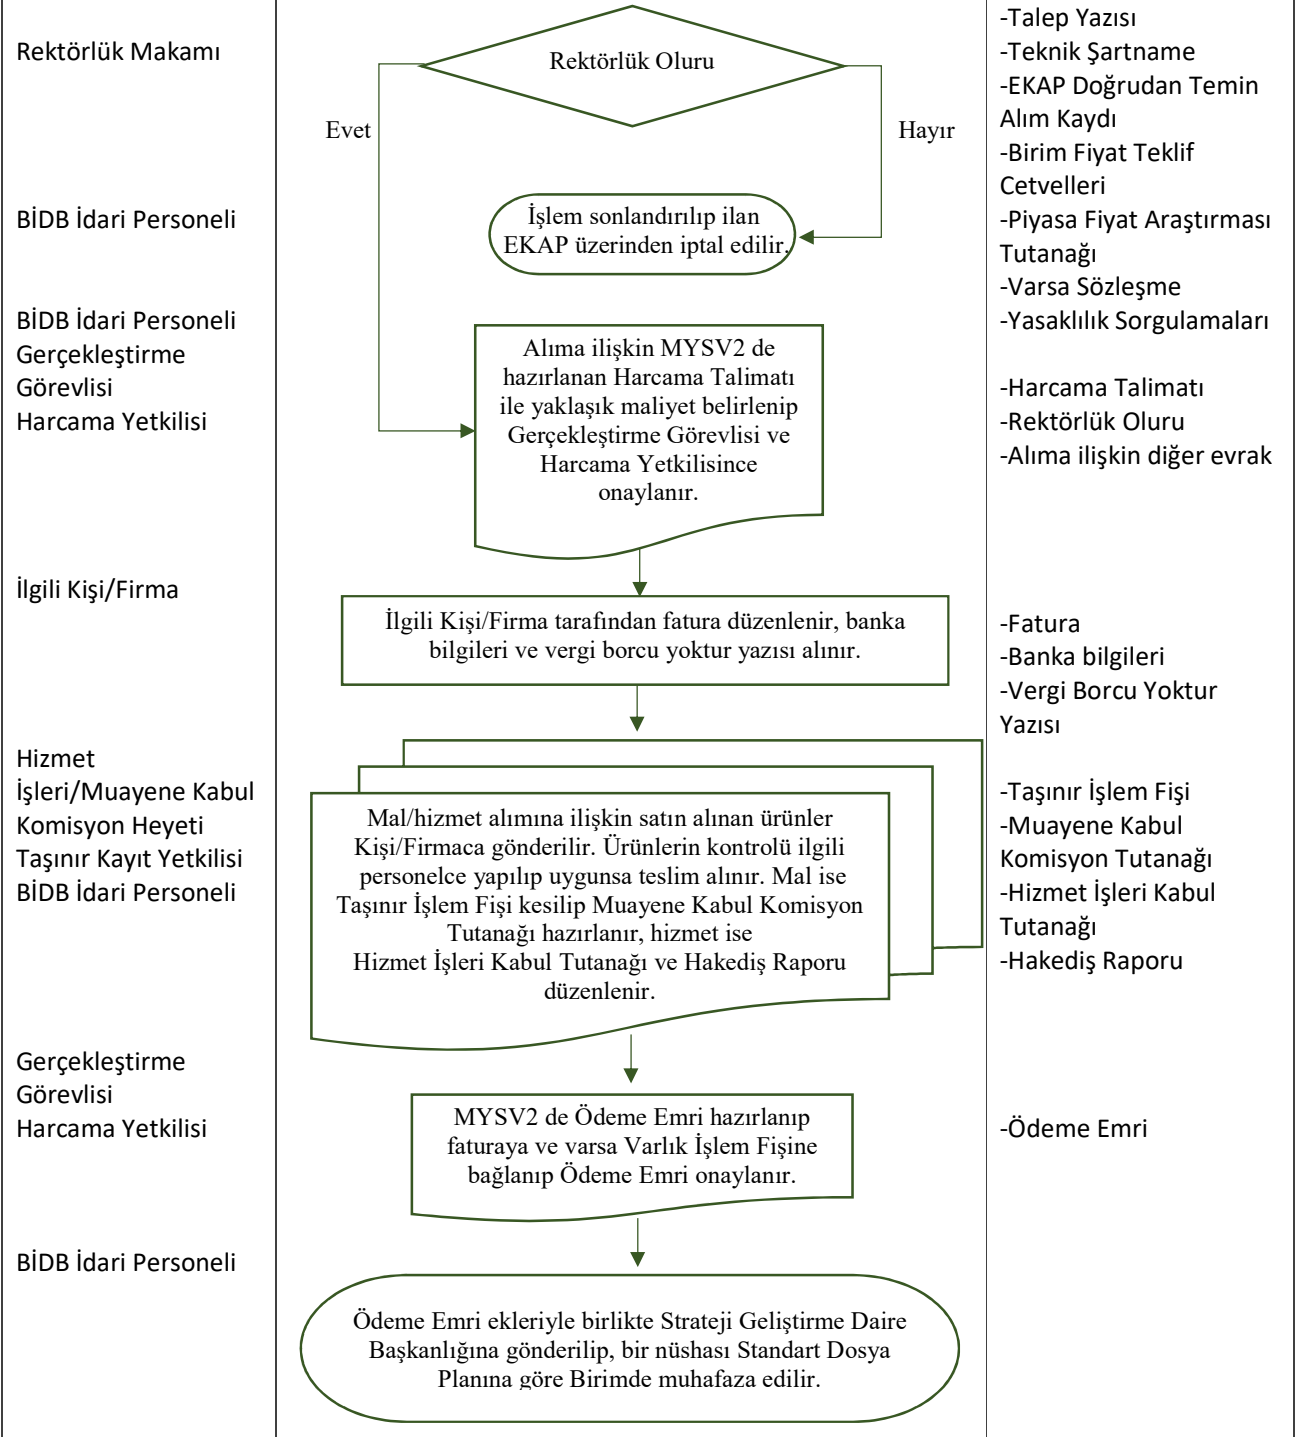 Rektörlük Makamı
Rektörlük Oluru
-Talep Yazısı
-Teknik Şartname
-EKAP Doğrudan Temin
Alım Kaydı
-Birim Fiyat Teklif
Cetvelleri
-Piyasa Fiyat Araştırması
Tutanağı
-Varsa Sözleşme
-Yasaklılık Sorgulamaları
Evet
Hayır
BİDB İdari Personeli
İşlem sonlandırılıp ilan
EKAP üzerinden iptal edilir.
BİDB İdari Personeli
Gerçekleştirme
Görevlisi
Harcama Yetkilisi
Alıma ilişkin MYSV2 de
hazırlanan Harcama Talimatı
ile yaklaşık maliyet belirlenip
Gerçekleştirme Görevlisi ve
Harcama Yetkilisince
onaylanır.
-Harcama Talimatı
-Rektörlük Oluru
-Alıma ilişkin diğer evrak
İlgili Kişi/Firma
İlgili Kişi/Firma tarafından fatura düzenlenir, banka
bilgileri ve vergi borcu yoktur yazısı alınır.
-Fatura
-Banka bilgileri
-Vergi Borcu Yoktur
Yazısı
Hizmet
İşleri/Muayene Kabul
Komisyon Heyeti
Taşınır Kayıt Yetkilisi
BİDB İdari Personeli
Mal/hizmet alımına ilişkin satın alınan ürünler
Kişi/Firmaca gönderilir. Ürünlerin kontrolü ilgili
personelce yapılıp uygunsa teslim alınır. Mal ise
Taşınır İşlem Fişi kesilip Muayene Kabul Komisyon
Tutanağı hazırlanır, hizmet ise
Hizmet İşleri Kabul Tutanağı ve Hakediş Raporu
düzenlenir.
-Taşınır İşlem Fişi
-Muayene Kabul
Komisyon Tutanağı
-Hizmet İşleri Kabul
Tutanağı
-Hakediş Raporu
Gerçekleştirme
Görevlisi
Harcama Yetkilisi
MYSV2 de Ödeme Emri hazırlanıp
faturaya ve varsa Varlık İşlem Fişine
bağlanıp Ödeme Emri onaylanır.
-Ödeme Emri
BİDB İdari Personeli
Ödeme Emri ekleriyle birlikte Strateji Geliştirme Daire
Başkanlığına gönderilip, bir nüshası Standart Dosya
Planına göre Birimde muhafaza edilir.